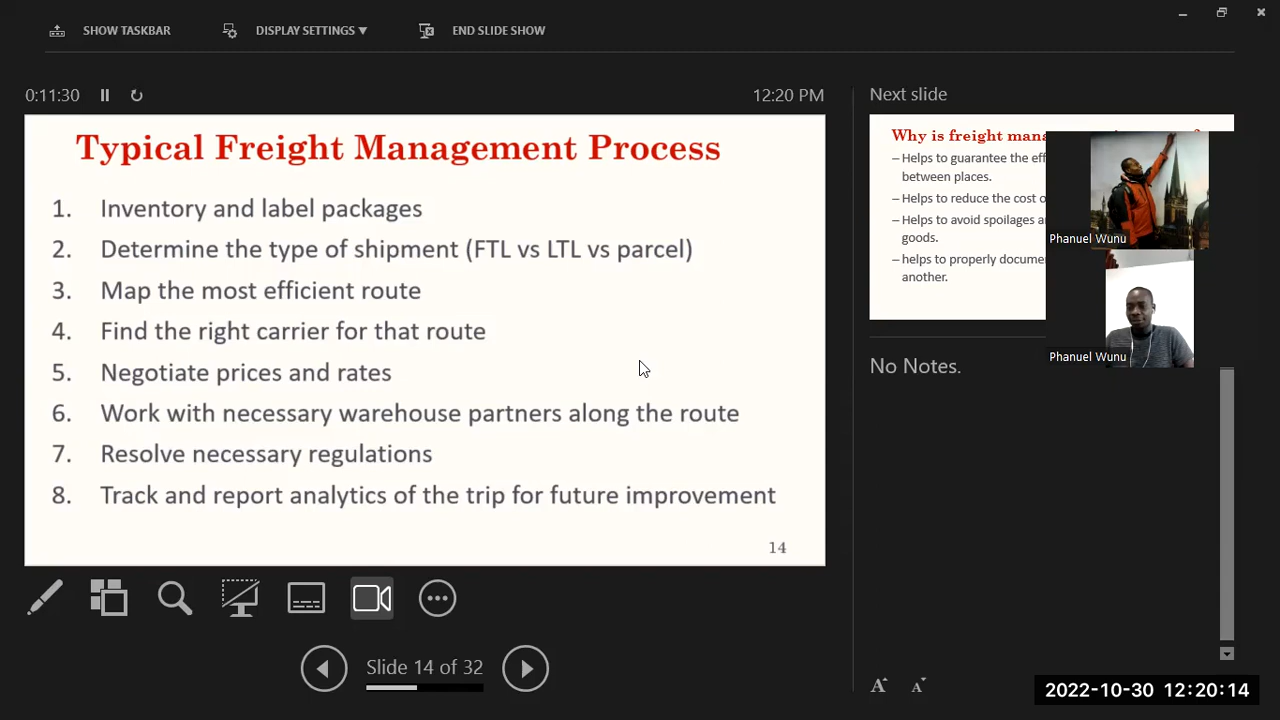 SHOW TASKBAR
DISPLAY SETTINGS ▼
END SLIDE SHOW
0:11:30
12:20 PM
Typical Freight Management Process
1. Inventory and label packages
2. Determine the type of shipment (FTL vs LTL vs parcel)
3. Map the most efficient route
4. Find the right carrier for that route
5. Negotiate prices and rates
6. Work with necessary warehouse partners along the route
7. Resolve necessary regulations
8. Track and report analytics of the trip for future improvement
14
Slide 14 of 32
Next slide
Why is freight
– Helps to guarantee the
between places.
– Helps to reduce the cost
– Helps to avoid spoilages
goods.
– helps to properly
another.
Phanuel Wunu
Phanuel Wunu
No Notes.
A A
2022-10-30 12:20:14